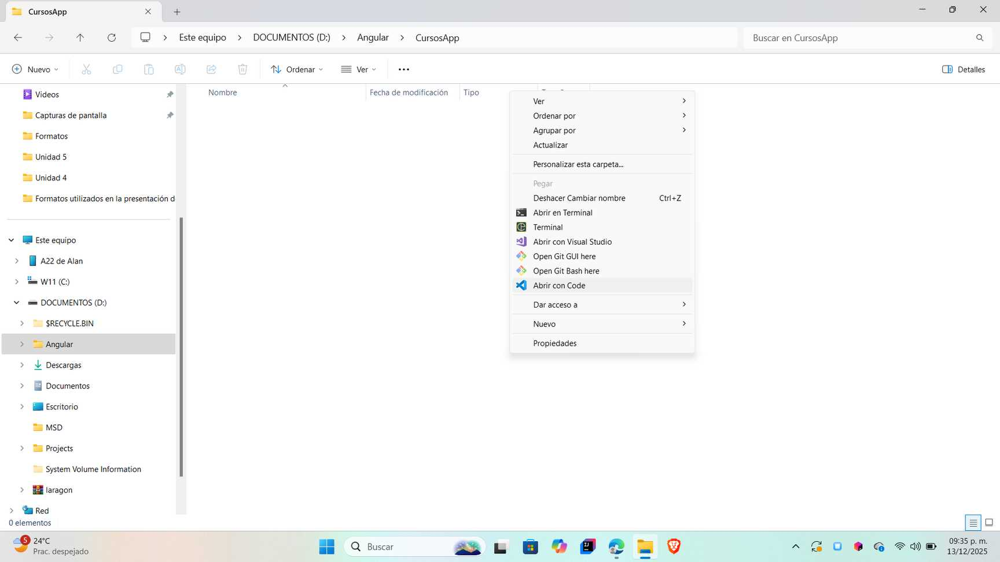 CursosApp
Este equipo
DOCUMENTOS (D:)
Angular
CursosApp
Buscar en CursosApp
Nuevo
Ordenar
Ver
Detalles
Videos
Capturas de pantalla
Formatos
Unidad 5
Unidad 4
Formatos utilizados en la presentación d
Este equipo
A22 de Alan
W11 (C:)
DOCUMENTOS (D:)
$RECYCLE.BIN
Angular
Descargas
Documentos
Escritorio
MSD
Projects
System Volume Information
laragon
Red
0 elementos
Nombre
Fecha de modificación
Tipo
Ver
Ordenar por
Agrupar por
Actualizar
Personalizar esta carpeta...
Pegar
Deshacer Cambiar nombre Ctrl+Z
Abrir en Terminal
Terminal
Abrir con Visual Studio
Open Git GUI here
Open Git Bash here
Abrir con Code
Dar acceso a
Nuevo
Propiedades
5
24°C
Prac. despejado
Buscar
09:35 p. m.
13/12/2025